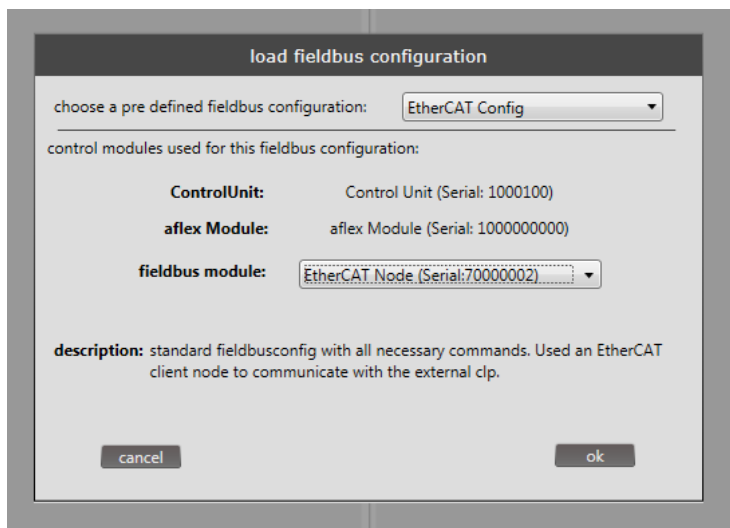 load fieldbus configuration
choose a pre defined fieldbus configuration: EtherCAT Config
control modules used for this fieldbus configuration:
ControlUnit: Control Unit (Serial: 1000100)
aflex Module: aflex Module (Serial: 1000000000)
fieldbus module: EtherCAT Node (Serial:70000002)
description: standard fieldbusconfig with all necessary commands. Used an EtherCAT
client node to communicate with the external clp.
cancel ok